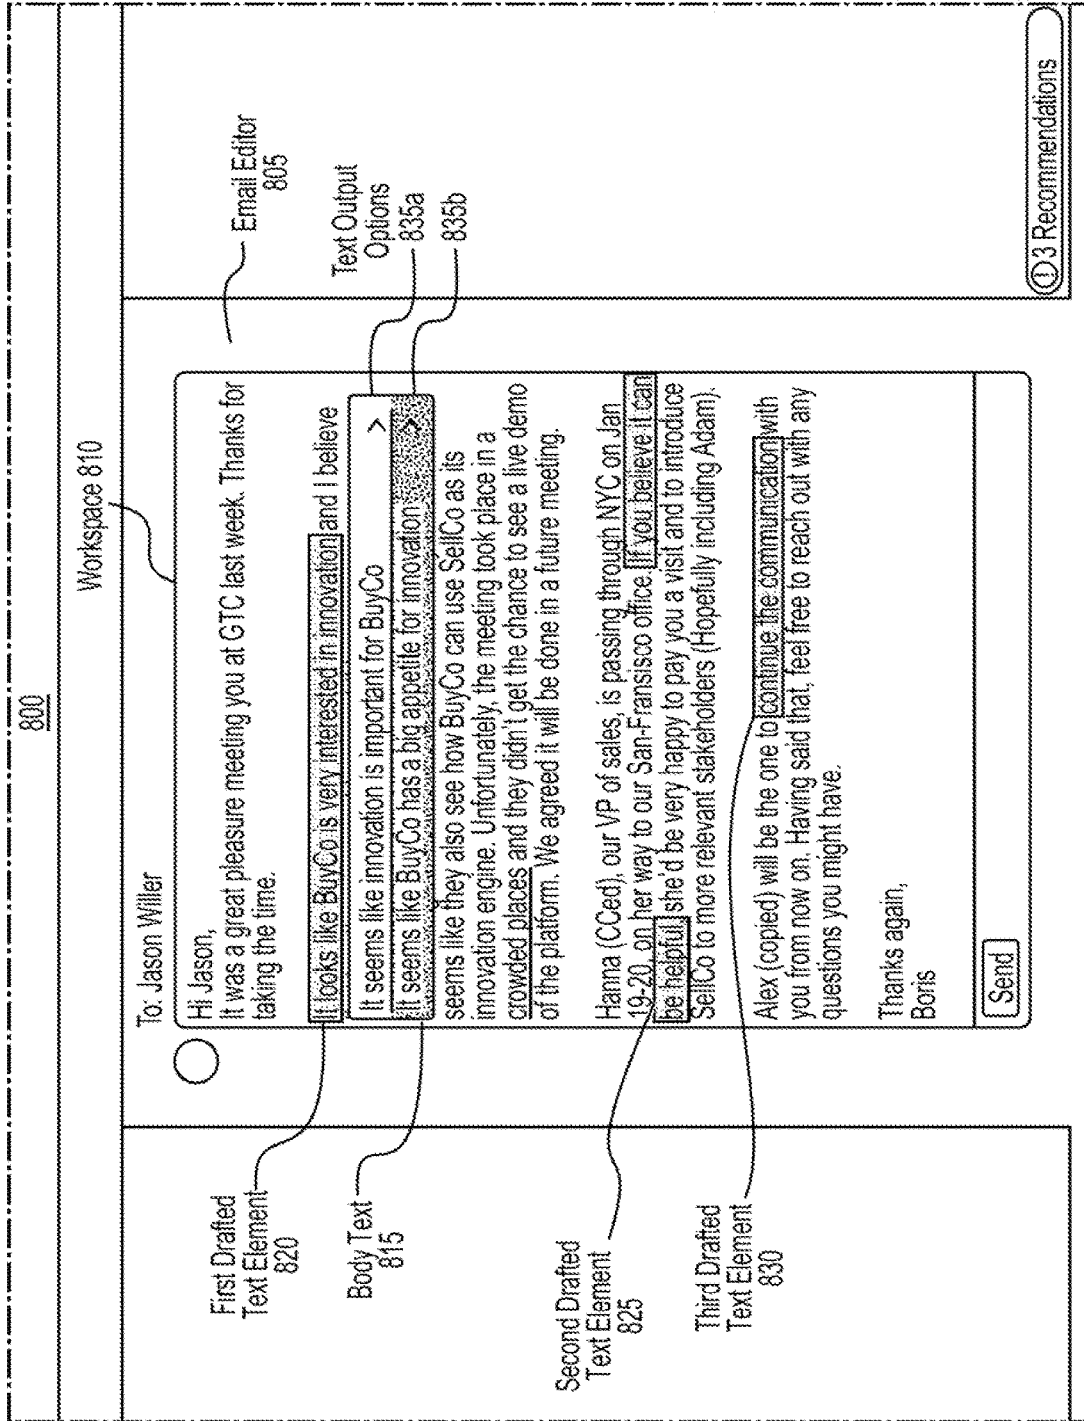 800
Workspace 810
Email Editor
805
To: Jason Willer
Hi Jason,
It was a great pleasure meeting you at GTC last week. Thanks for
taking the time.
It looks like BuyCo is very interested in innovation and I believe
It seems like innovation is important for BuyCo >
It seems like BuyCo has a big appetite for innovation >
seems like they also see how BuyCo can use SellCo as its
innovation engine. Unfortunately, the meeting took place in a
crowded places and they didn't get the chance to see a live demo
of the platform. We agreed it will be done in a future meeting.
Hanna (CCed), our VP of sales, is passing through NYC on Jan
19-20, on her way to our San-Fransisco office. If you believe it can
be helpful, she'd be very happy to pay you a visit and to introduce
SellCo to more relevant stakeholders (Hopefully including Adam).
Alex (copied) will be the one to continue the communication with
you from now on. Having said that, feel free to reach out with any
questions you might have.
Thanks again,
Boris
Send
First Drafted
Text Element
820
Body Text
815
Second Drafted
Text Element
825
Third Drafted
Text Element
830
Text Output
Options
835a
835b
! 3 Recommendations